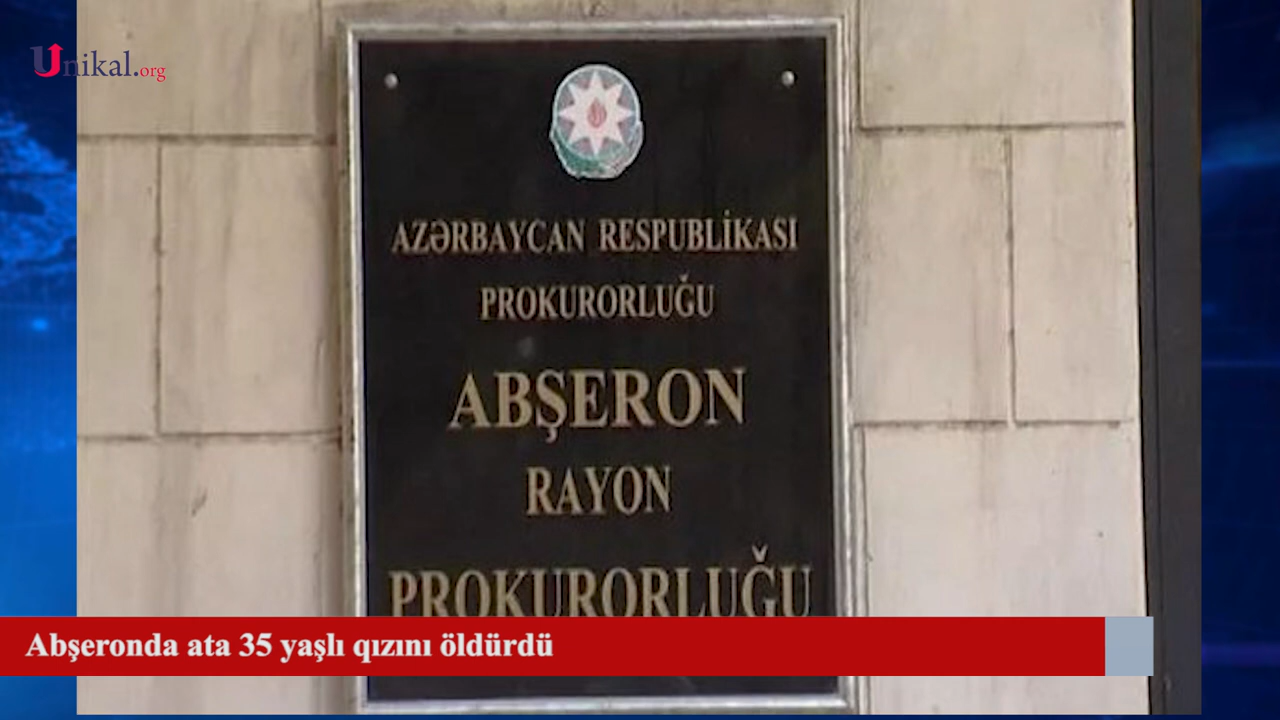 Unikal.org
AZƏRBAYCAN RESPUBLİKASI
PROKURORLUĞU
ABŞERON
RAYON
PROKURORLUĞU
Abşeronda ata 35 yaşlı qızını öldürdü